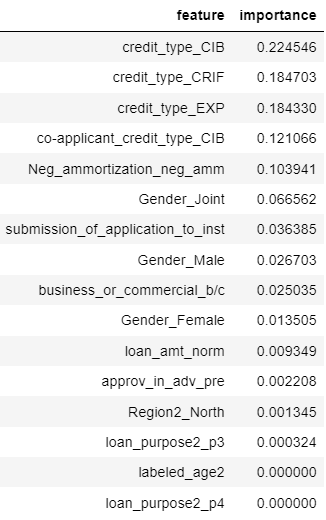 feature importance
credit_type_CIB 0.224546
credit_type_CRIF 0.184703
credit_type_EXP 0.184330
co-applicant_credit_type_CIB 0.121066
Neg_ammortization_neg_amm 0.103941
Gender_Joint 0.066562
submission_of_application_to_inst 0.036385
Gender_Male 0.026703
business_or_commercial_b/c 0.025035
Gender_Female 0.013505
loan_amt_norm 0.009349
approv_in_adv_pre 0.002208
Region2_North 0.001345
loan_purpose2_p3 0.000324
labeled_age2 0.000000
loan_purpose2_p4 0.000000